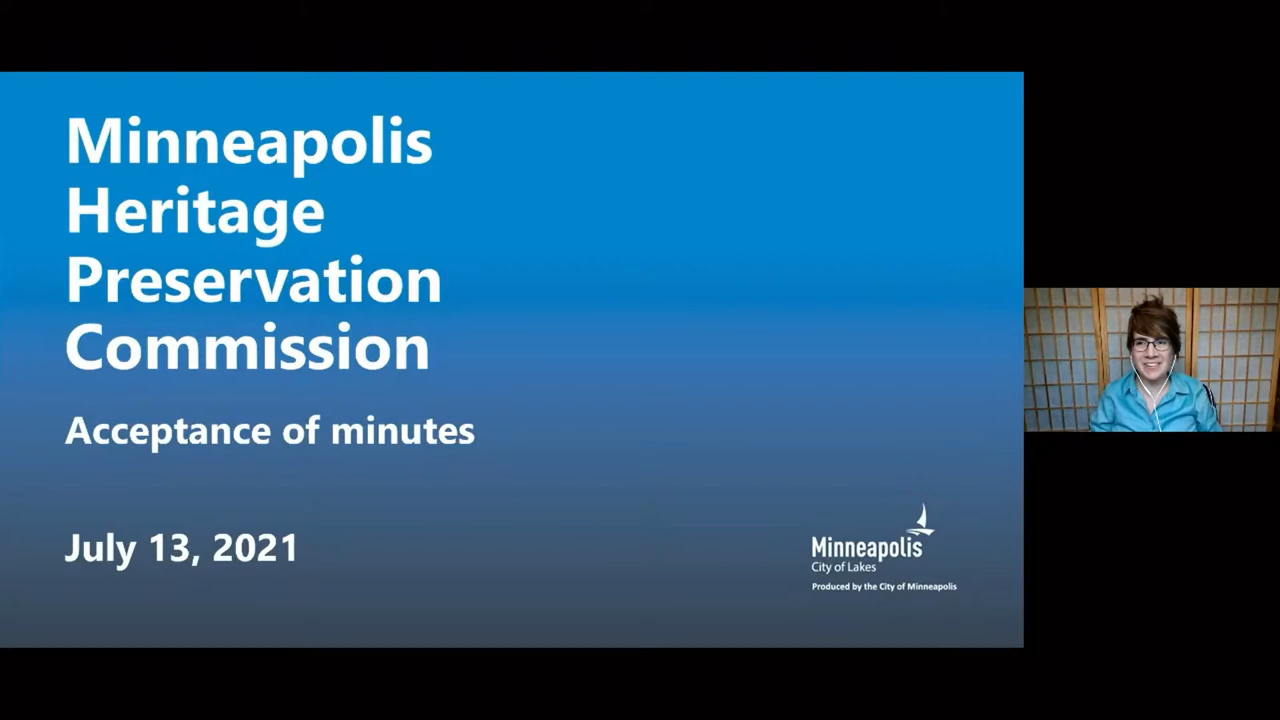 Minneapolis
Heritage
Preservation
Commission
Acceptance of minutes
July 13, 2021
Minneapolis
City of Lakes
Produced by the City of Minneapolis